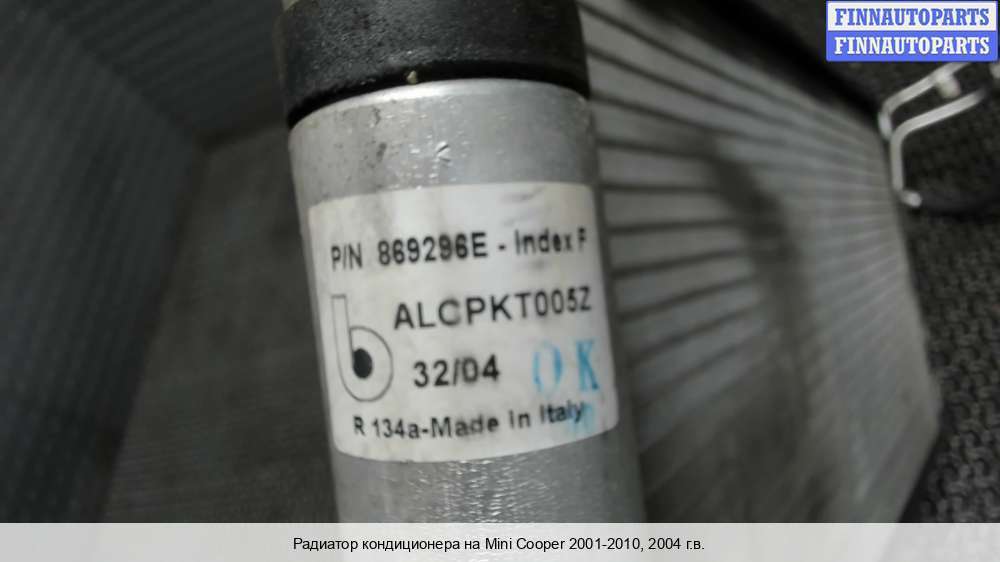 FINNAUTOPARTS
FINNAUTOPARTS
P/N 869296E - Index F
ALCPKT005Z
32/04 OK
R 134a-Made in Italy
Радиатор кондиционера на Mini Cooper 2001-2010, 2004 г.в.